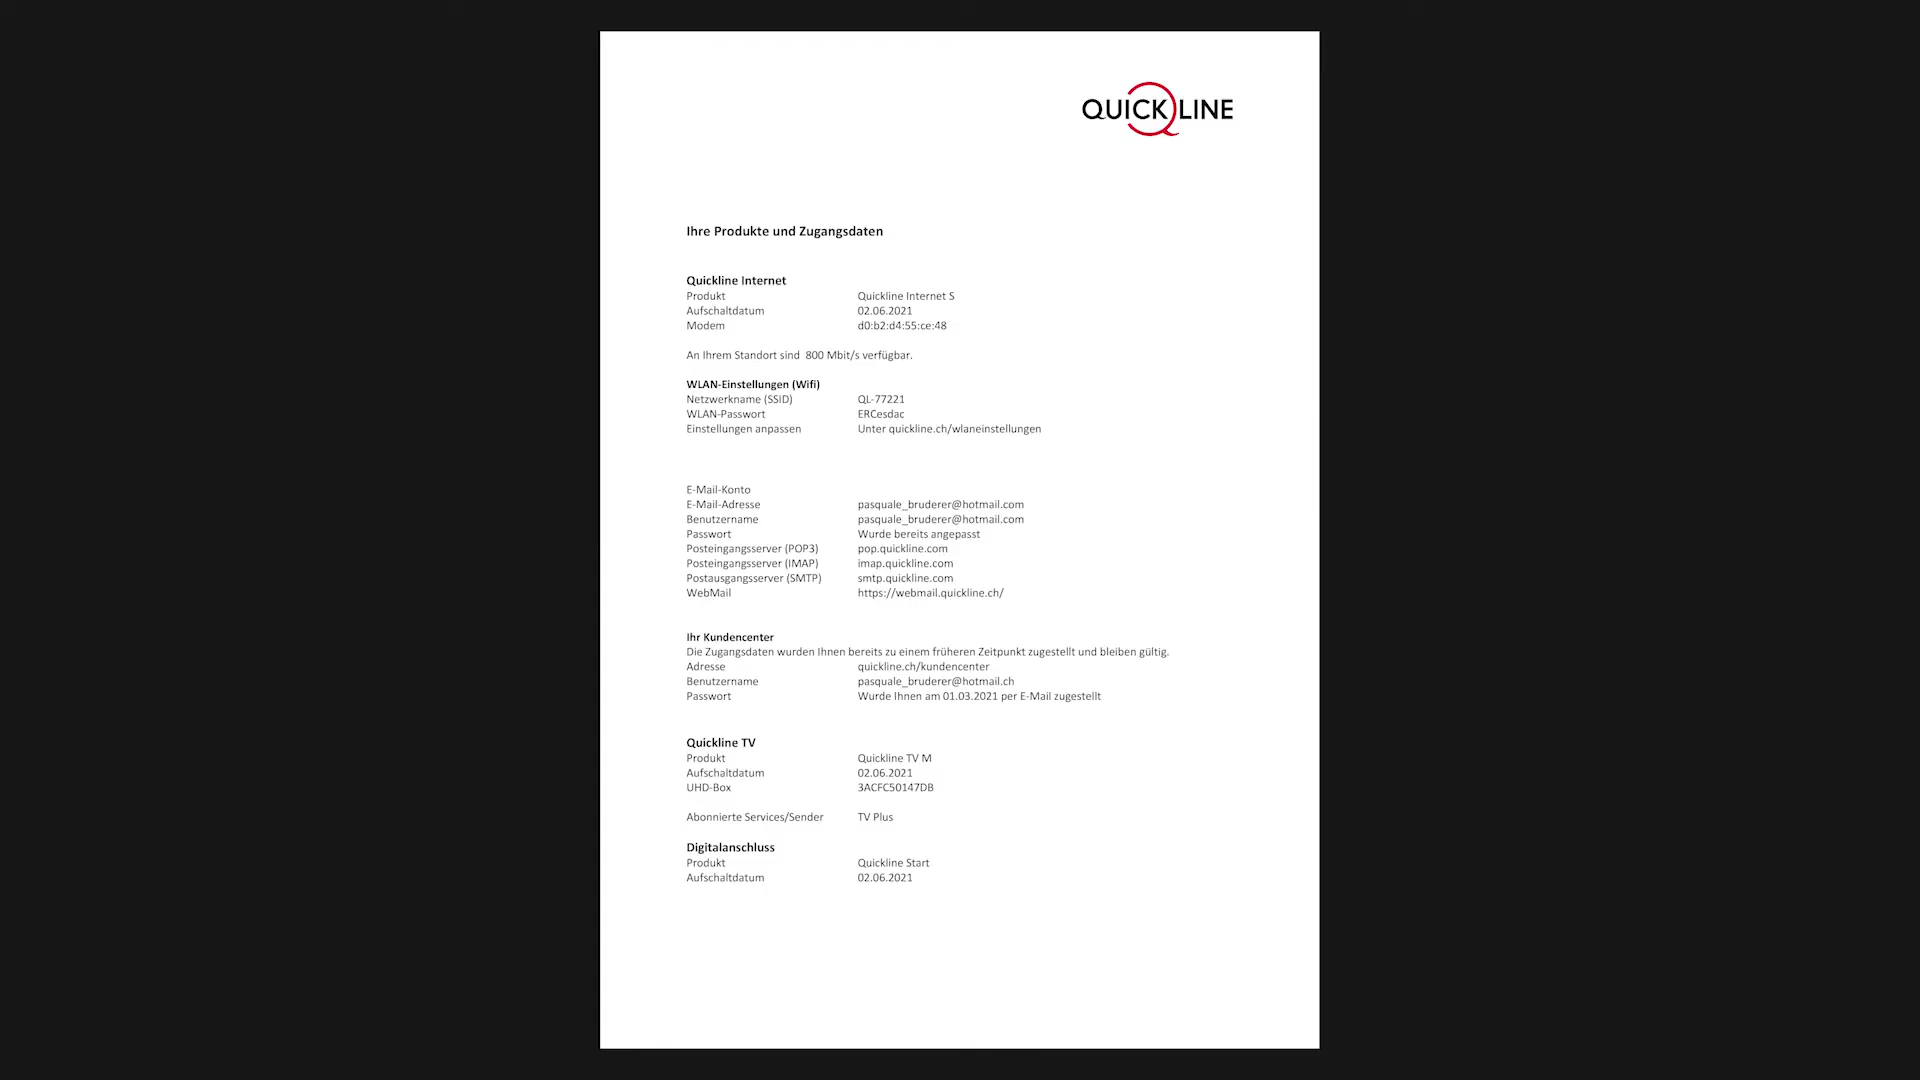 QUICKLINE
Ihre Produkte und Zugangsdaten
Quickline Internet
Produkt Quickline Internet S
Aufschaltdatum 02.06.2021
Modem d0:b2:d4:55:ce:48
An Ihrem Standort sind 800 Mbit/s verfügbar.
WLAN-Einstellungen (Wifi)
Netzwerkname (SSID) QL-77221
WLAN-Passwort ERCesdac
Einstellungen anpassen Unter quickline.ch/wlaneinstellungen
E-Mail-Konto
E-Mail-Adresse pasquale_bruderer@hotmail.com
Benutzername pasquale_bruderer@hotmail.com
Passwort Wurde bereits angepasst
Posteingangsserver (POP3) pop.quickline.com
Posteingangsserver (IMAP) imap.quickline.com
Postausgangsserver (SMTP) smtp.quickline.com
WebMail https://webmail.quickline.ch/
Ihr Kundencenter
Die Zugangsdaten wurden Ihnen bereits zu einem früheren Zeitpunkt zugestellt und bleiben gültig.
Adresse quickline.ch/kundencenter
Benutzername pasquale_bruderer@hotmail.ch
Passwort Wurde Ihnen am 01.03.2021 per E-Mail zugestellt
Quickline TV
Produkt Quickline TV M
Aufschaltdatum 02.06.2021
UHD-Box 3ACFC50147DB
Abonnierte Services/Sender TV Plus
Digitalanschluss
Produkt Quickline Start
Aufschaltdatum 02.06.2021